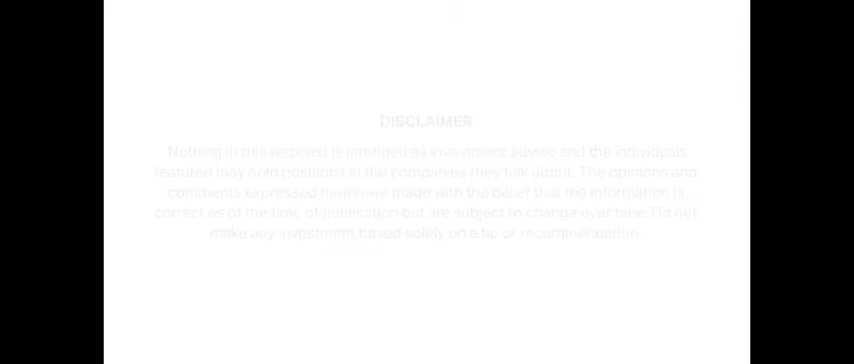 DISCLAIMER
Nothing in this webcast is intended as investment advice and the individuals
featured may hold positions in the companies they talk about. The opinions and
comments expressed herein are made with the belief that the information is
correct as of the time of publication but are subject to change over time. Do not
make any investment based solely on a tip or recommendation.